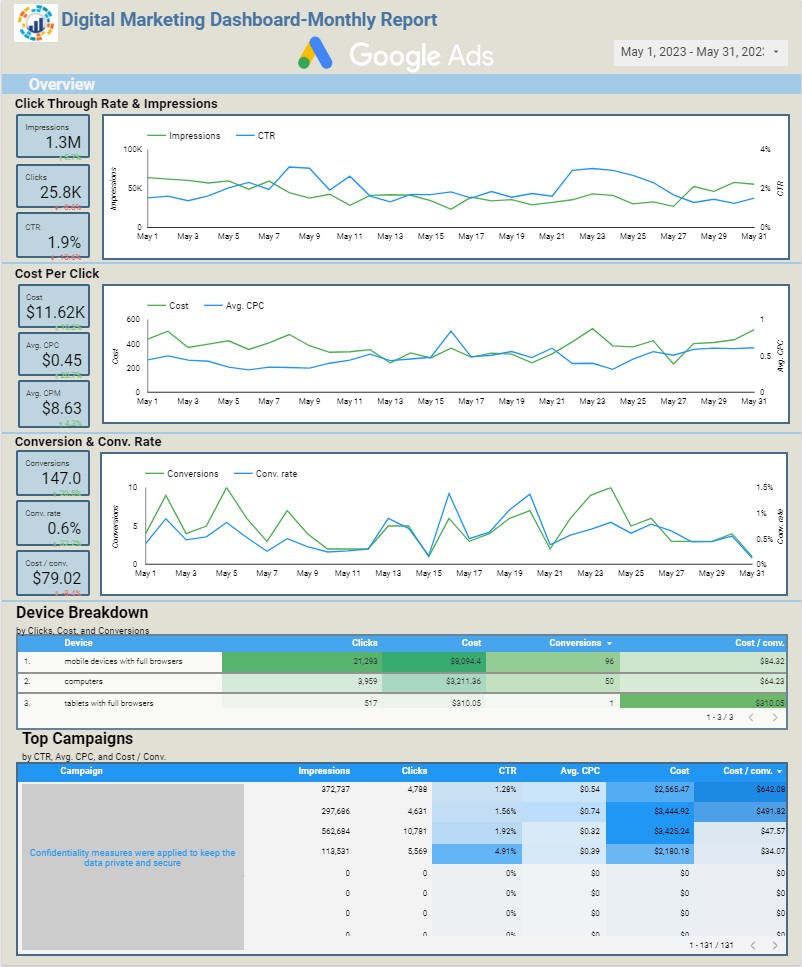 Digital Marketing Dashboard-Monthly Report
Google Ads
May 1, 2023 - May 31, 202
Overview
Click Through Rate & Impressions
Impressions
1.3M
Clicks
25.8K
CTR
1.9%
Impressions CTR
100K 4%
50K 2%
0 0%
Impressions
CTR
May 1 May 3 May 5 May 7 May 9 May 11 May 13 May 15 May 17 May 19 May 21 May 23 May 25 May 27 May 29 May 31
Cost Per Click
Cost
$11.62K
Avg. CPC
$0.45
Avg. CPM
$8.63
Cost Avg. CPC
600 1
400
200 0.5
0 0
Cost
Avg. CPC
May 1 May 3 May 5 May 7 May 9 May 11 May 13 May 15 May 17 May 19 May 21 May 23 May 25 May 27 May 29 May 31
Conversion & Conv. Rate
Conversions
147.0
Conv. rate
0.6%
Cost / conv.
$79.02
Conversions Conv. rate
10 1.5%
1%
5 0.5%
0 0%
Conversions
Conv. rate
May 1 May 3 May 5 May 7 May 9 May 11 May 13 May 15 May 17 May 19 May 21 May 23 May 25 May 27 May 29 May 31
Device Breakdown
by Clicks, Cost, and Conversions
Device Clicks Cost Conversions Cost / conv.
1. mobile devices with full browsers 21,293 $8,094.4 96 $84.32
2. computers 3,959 $3,211.36 50 $64.23
3. tablets with full browsers 517 $310.05 1 $310.05
1 - 3 / 3
Top Campaigns
by CTR, Avg. CPC, and Cost / Conv.
Campaign Impressions Clicks CTR Avg. CPC Cost Cost / conv.
372,737 4,788 1.28% $0.54 $2,565.47 $642.08
297,686 4,631 1.56% $0.74 $3,444.92 $491.82
562,684 10,781 1.92% $0.32 $3,425.24 $47.57
113,531 5,569 4.91% $0.39 $2,180.18 $34.07
Confidentiality measures were applied to keep the
data private and secure
0 0 0% $0 $0 $0
0 0 0% $0 $0 $0
0 0 0% $0 $0 $0
0 0 0% $0 $0 $0
1 - 131 / 131